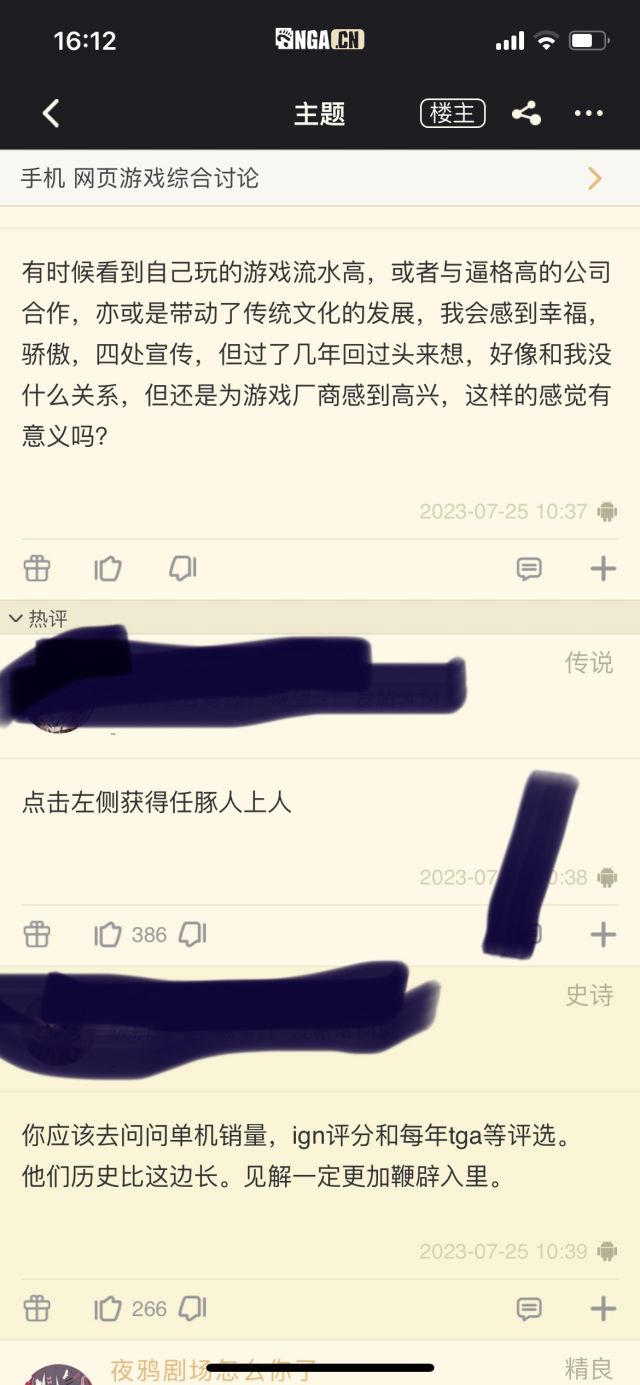 16:12
NGA.CN
主题
楼主
手机 网页游戏综合讨论
有时候看到自己玩的游戏流水高，或者与逼格高的公司
合作，亦或是带动了传统文化的发展，我会感到幸福，
骄傲，四处宣传，但过了几年回过头来想，好像和我没
什么关系，但还是为游戏厂商感到高兴，这样的感觉有
意义吗?
2023-07-25 10:37
热评
传说
点击左侧获得任豚人上人
2023-07
0:38
386
史诗
你应该去问问单机销量，ign评分和每年tga等评选。
他们历史比这边长。见解一定更加鞭辟入里。
2023-07-25 10:39
266
夜鸦剧场怎么你了
精良